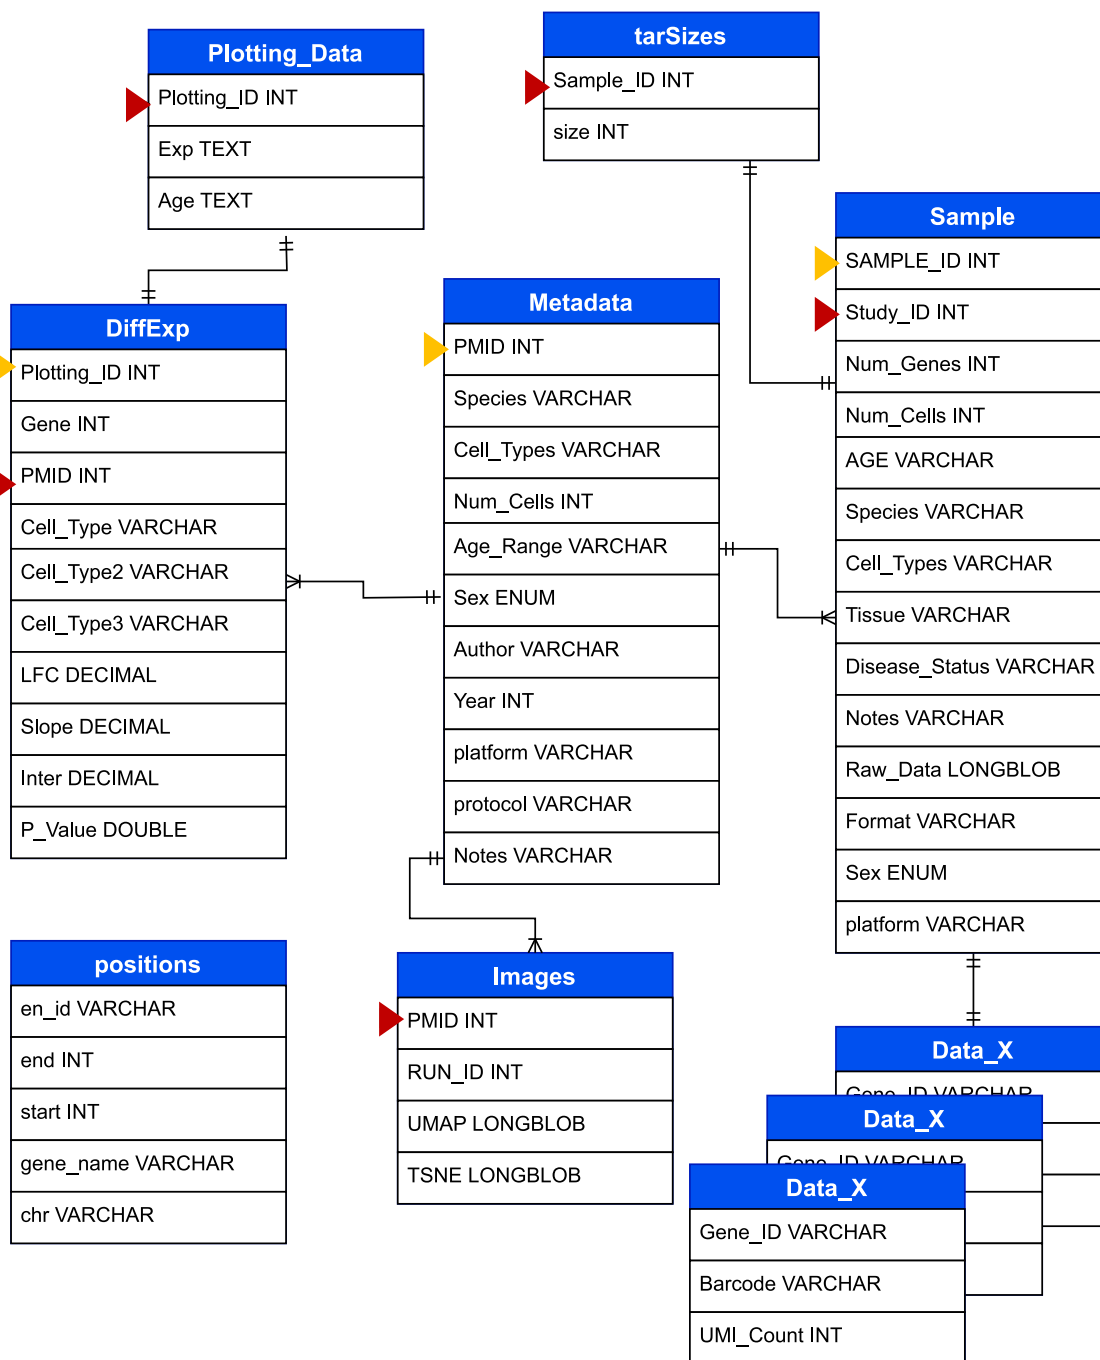 Plotting_Data
Plotting_ID INT
Exp TEXT
Age TEXT
tarSizes
Sample_ID INT
size INT
Sample
SAMPLE_ID INT
Study_ID INT
Num_Genes INT
Num_Cells INT
AGE VARCHAR
Species VARCHAR
Cell_Types VARCHAR
Tissue VARCHAR
Disease_Status VARCHAR
Notes VARCHAR
Raw_Data LONGBLOB
Format VARCHAR
Sex ENUM
platform VARCHAR
Metadata
PMID INT
Species VARCHAR
Cell_Types VARCHAR
Num_Cells INT
Age_Range VARCHAR
Sex ENUM
Author VARCHAR
Year INT
platform VARCHAR
protocol VARCHAR
Notes VARCHAR
DiffExp
Plotting_ID INT
Gene INT
PMID INT
Cell_Type VARCHAR
Cell_Type2 VARCHAR
Cell_Type3 VARCHAR
LFC DECIMAL
Slope DECIMAL
Inter DECIMAL
P_Value DOUBLE
positions
en_id VARCHAR
end INT
start INT
gene_name VARCHAR
chr VARCHAR
Images
PMID INT
RUN_ID INT
UMAP LONGBLOB
TSNE LONGBLOB
Data_X
Gene_ID VARCHAR
Data_X
Gene_ID VARCHAR
Data_X
Gene_ID VARCHAR
Barcode VARCHAR
UMI_Count INT